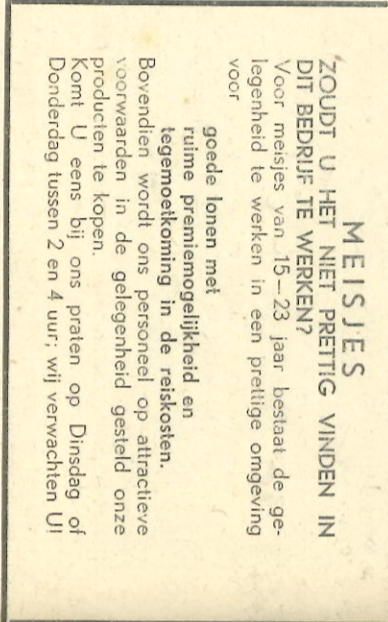 MEISJES
ZOUDT U HET NIET PRETTIG VINDEN IN
DIT BEDRIJF TE WERKEN?
Voor meisjes van 15—23 jaar bestaat de ge-
legenheid te werken in een prettige omgeving
voor
goede lonen met
ruime premiemogelijkheid en
tegemoetkoming in de reiskosten.
Bovendien wordt ons personeel op attractieve
voorwaarden in de gelegenheid gesteld onze
producten te kopen.
Komt U eens bij ons praten op Dinsdag of
Donderdag tussen 2 en 4 uur; wij verwachten U!